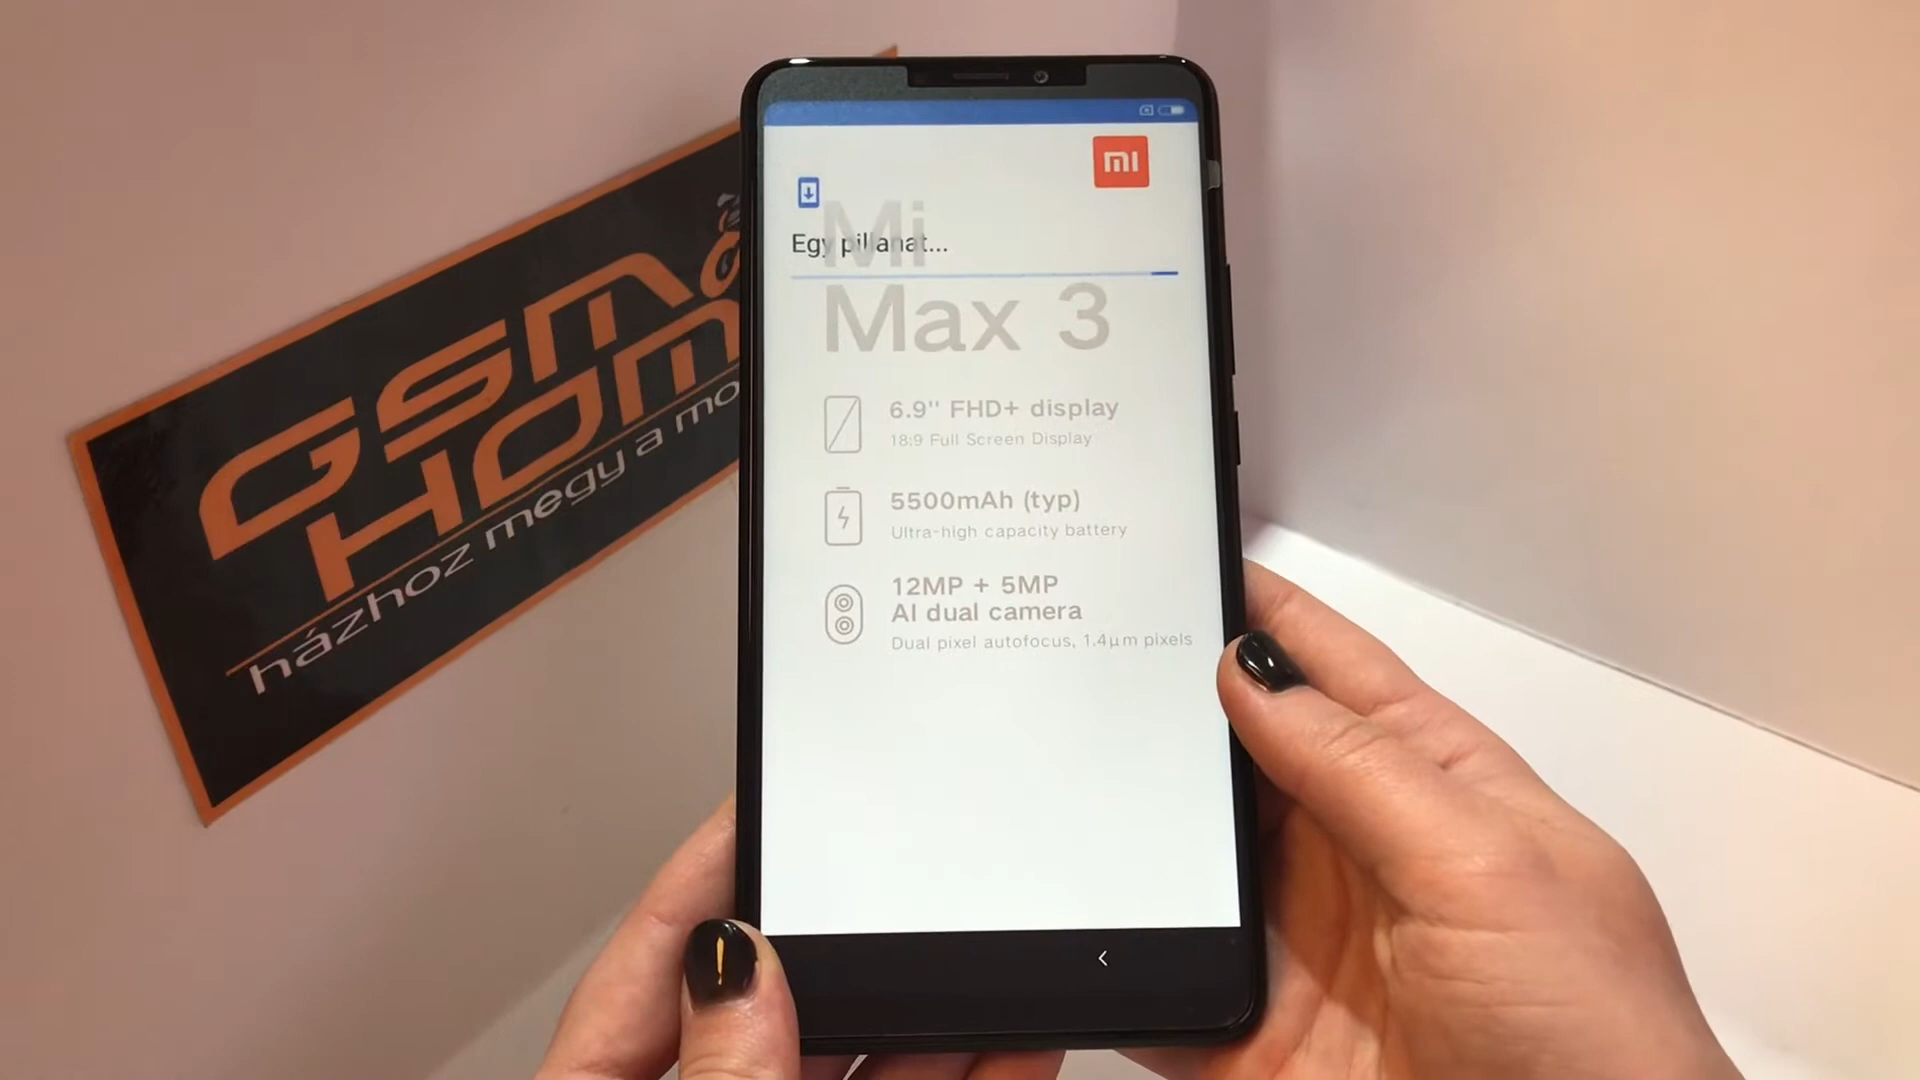 GSM
HOM
házhoz megy a mo
mi
Egy pillanat...
Mi
Max 3
6.9'' FHD+ display
18:9 Full Screen Display
5500mAh (typ)
Ultra-high capacity battery
12MP + 5MP
AI dual camera
Dual pixel autofocus, 1.4μm pixels